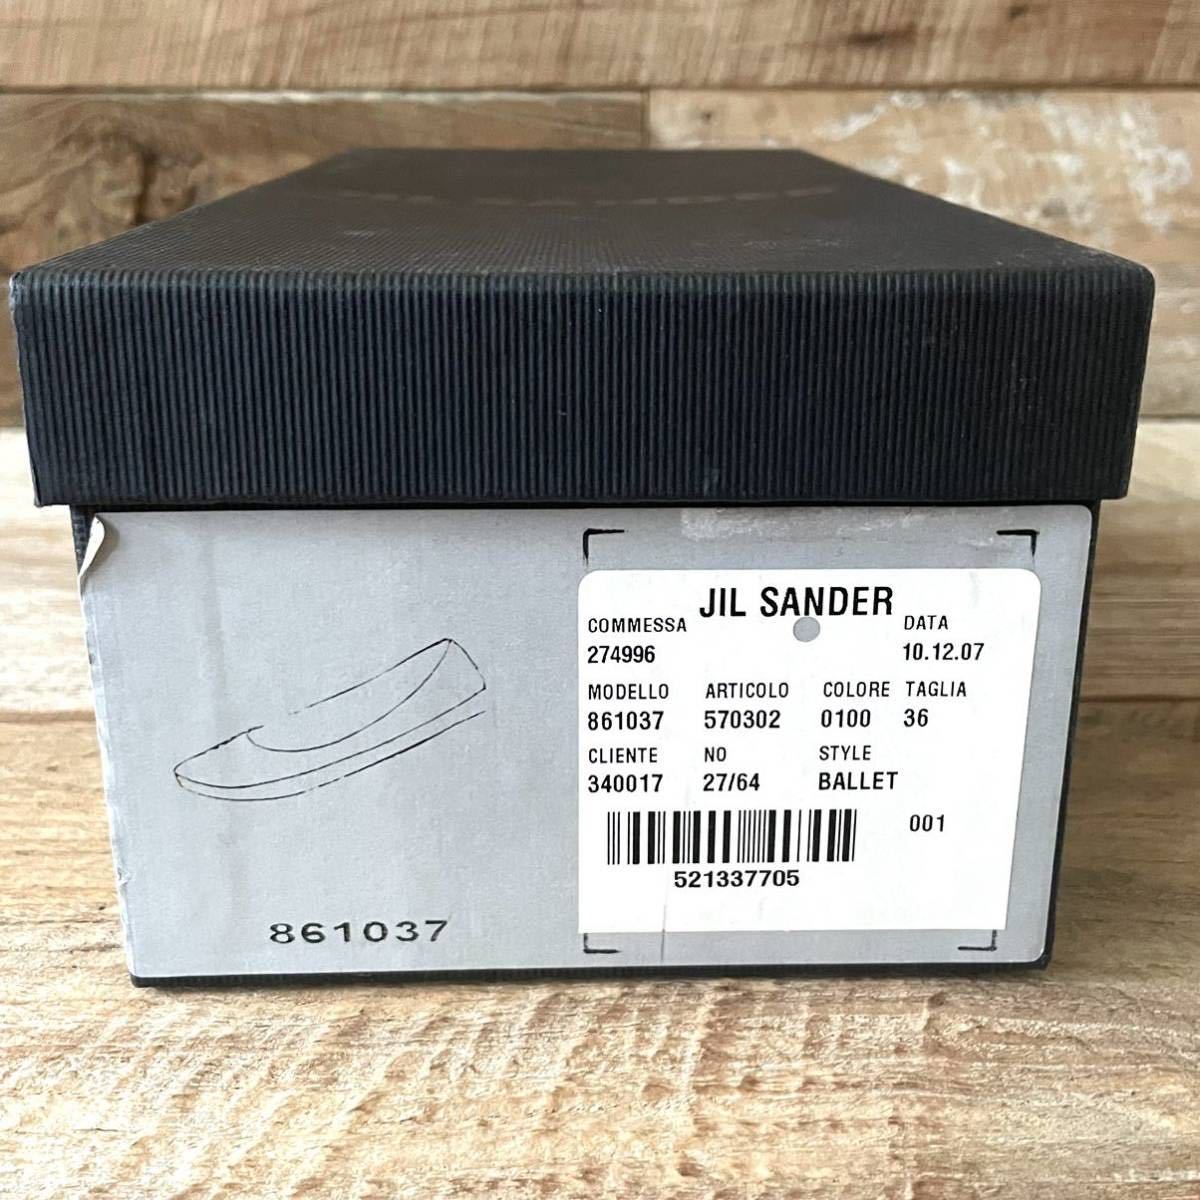 JIL SANDER
COMMESSA DATA
274996 10.12.07
MODELLO ARTICOLO COLORE TAGLIA
861037 570302 0100 36
CLIENTE NO STYLE
340017 27/64 BALLET
001
521337705
861037